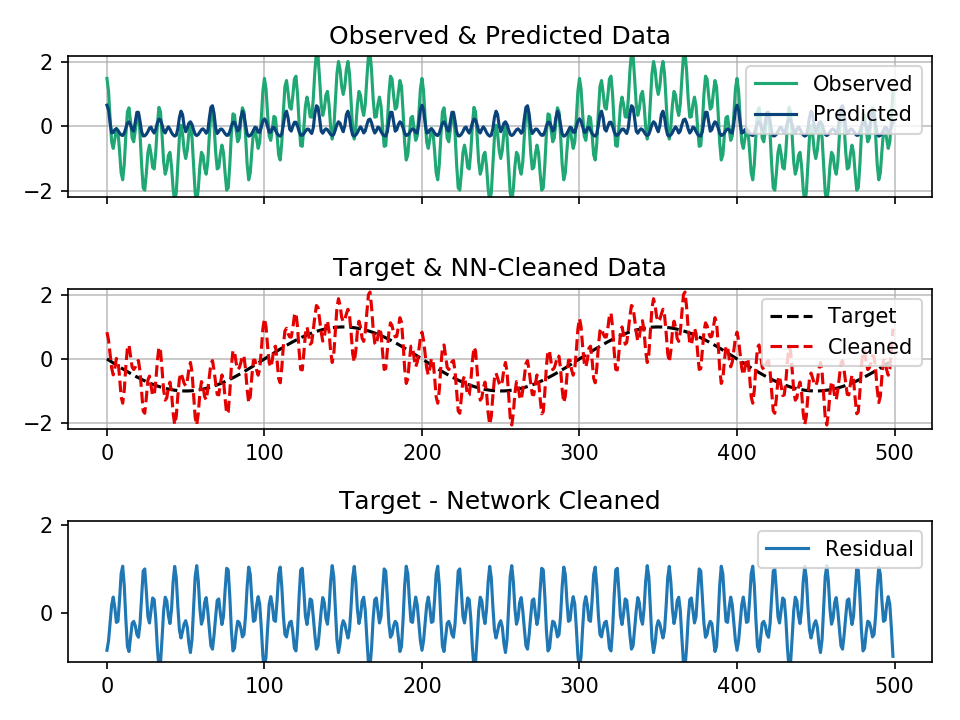 Observed & Predicted Data
2
0
−2
Observed
Predicted
Target & NN-Cleaned Data
2
0
−2
Target
Cleaned
0 100 200 300 400 500
Target - Network Cleaned
2
0
Residual
0 100 200 300 400 500